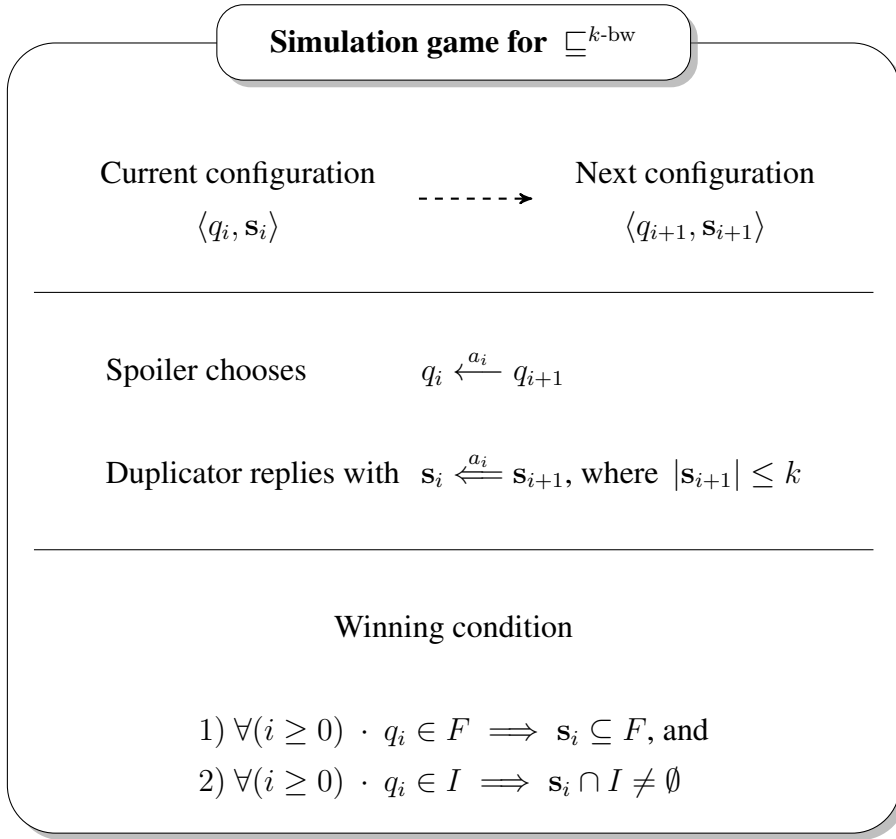 Simulation game for ⊑^{k-bw}
Current configuration Next configuration
⟨q_i, s_i⟩ ⟨q_{i+1}, s_{i+1}⟩
Spoiler chooses q_i ←^{a_i} q_{i+1}
Duplicator replies with s_i ⇐^{a_i} s_{i+1}, where |s_{i+1}| ≤ k
Winning condition
1) ∀(i ≥ 0) · q_i ∈ F ⟹ s_i ⊆ F, and
2) ∀(i ≥ 0) · q_i ∈ I ⟹ s_i ∩ I ≠ ∅